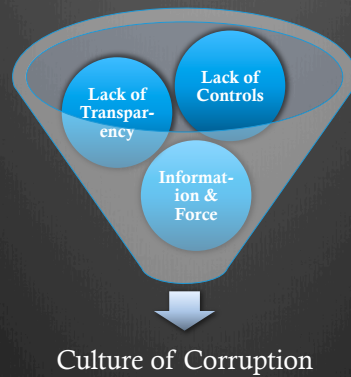 Lack of
Transpar-
ency
Lack of
Controls
Informat-
ion &
Force
Culture of Corruption